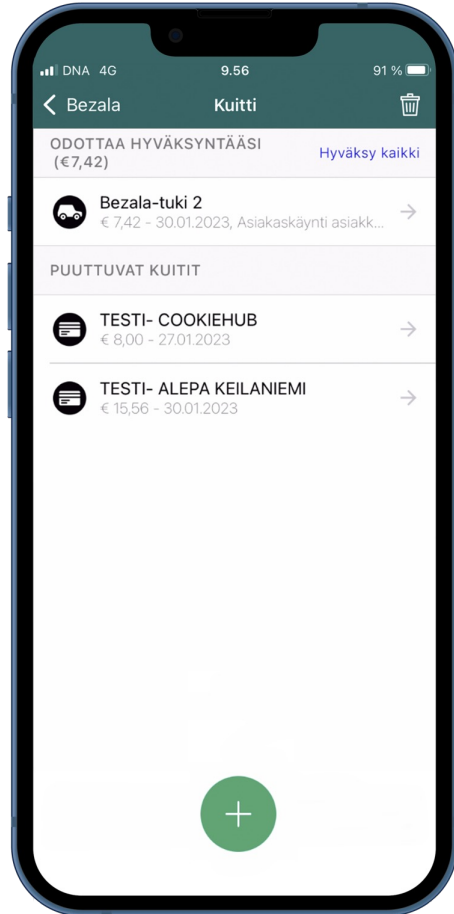 DNA 4G 9.56 91 %
Bezala Kuitti
ODOTTAA HYVÄKSYNTÄÄSI
(€7,42) Hyväksy kaikki
Bezala-tuki 2
€ 7,42 - 30.01.2023, Asiakaskäynti asiakk...
PUUTTUVAT KUITIT
TESTI- COOKIEHUB
€ 8,00 - 27.01.2023
TESTI- ALEPA KEILANIEMI
€ 15,56 - 30.01.2023